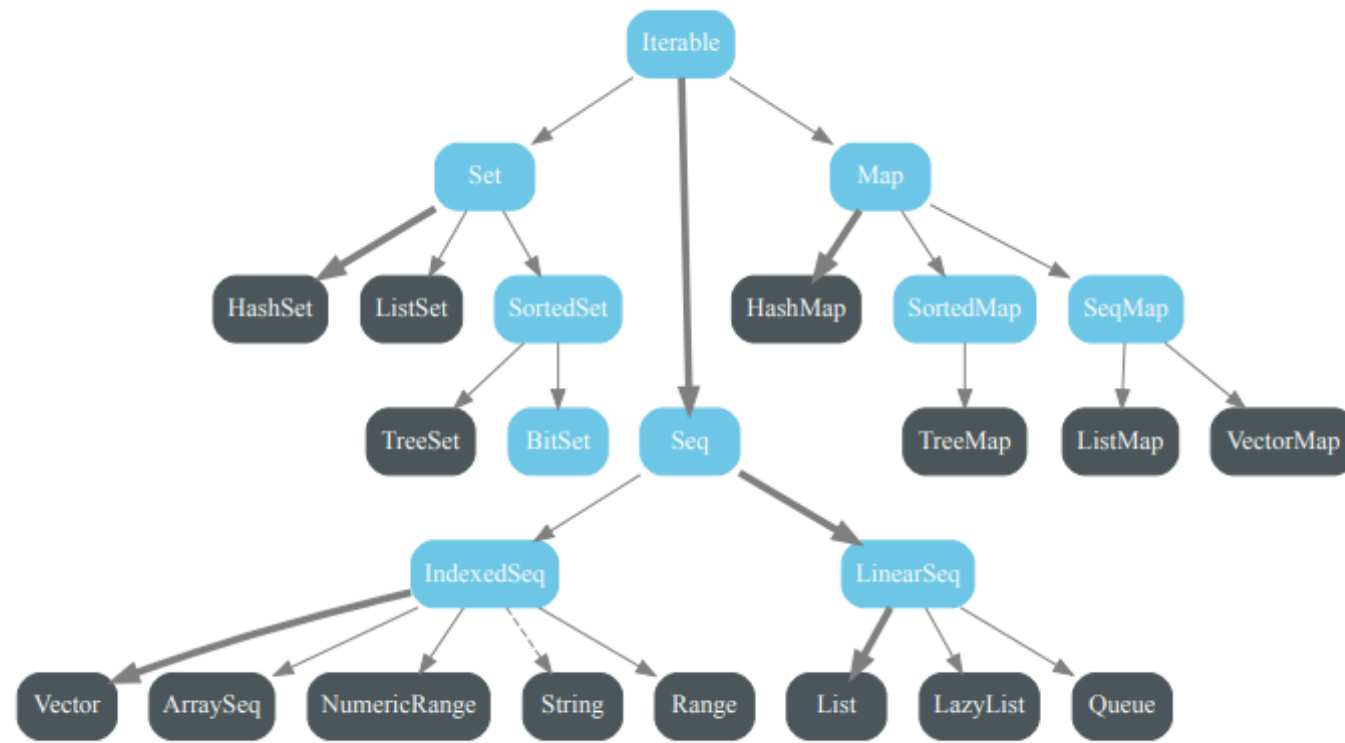 Iterable
Set
Map
HashSet
ListSet
SortedSet
HashMap
SortedMap
SeqMap
TreeSet
BitSet
Seq
TreeMap
ListMap
VectorMap
IndexedSeq
LinearSeq
Vector
ArraySeq
NumericRange
String
Range
List
LazyList
Queue